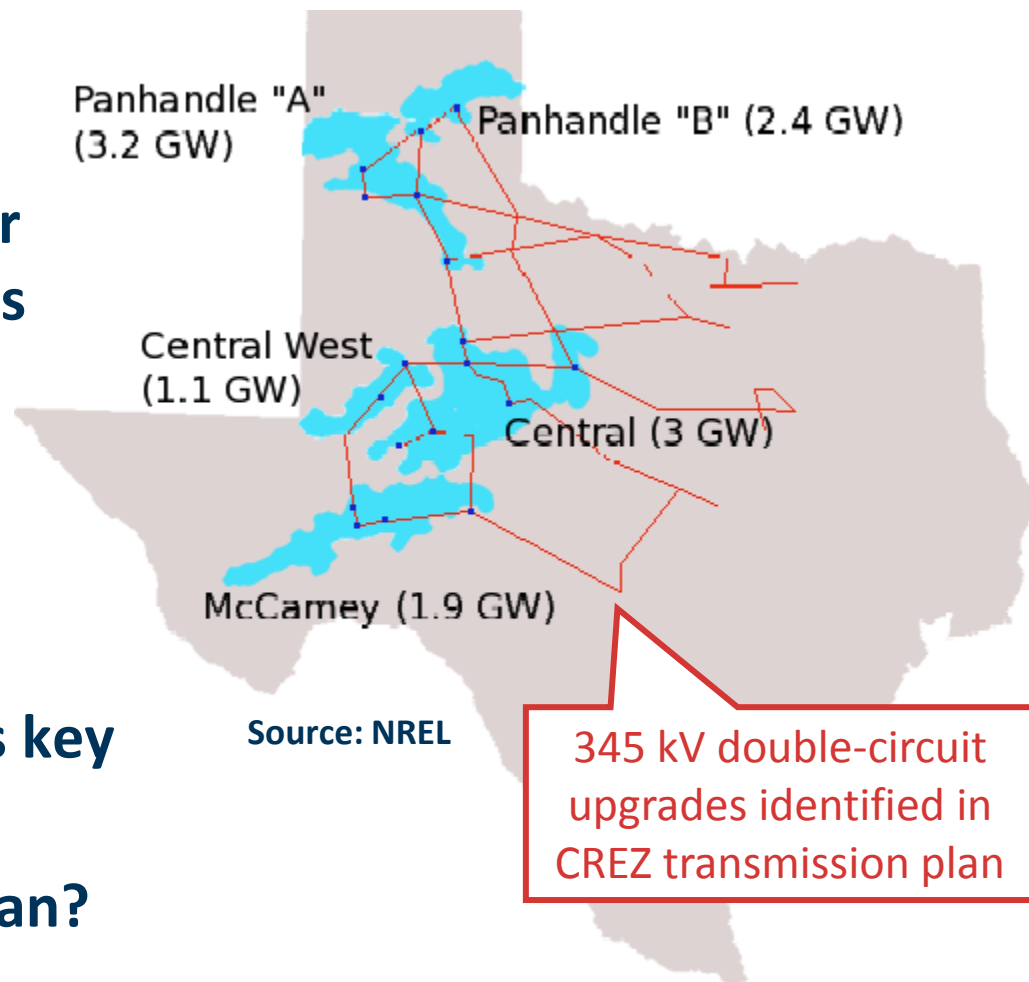 Panhandle "A"
(3.2 GW)
Panhandle "B" (2.4 GW)
r
s
Central West
(1.1 GW)
Central (3 GW)
McCamey (1.9 GW)
s key
Source: NREL
345 kV double-circuit
upgrades identified in
CREZ transmission plan
an?